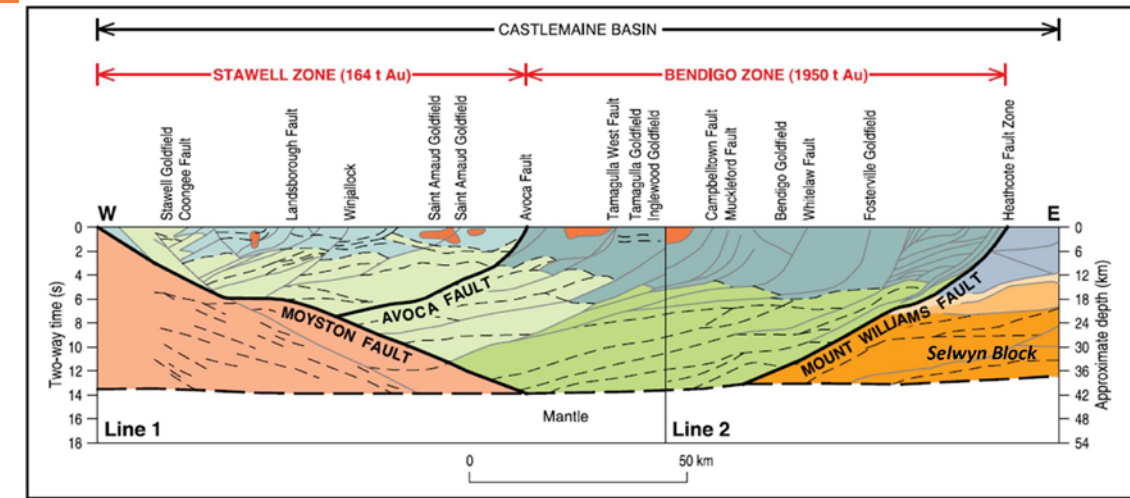 CASTLEMAINE BASIN
STAWELL ZONE (164 t Au)
BENDIGO ZONE (1950 t Au)
Stawell Goldfield
Coongee Fault
Landsborough Fault
Winjallock
Saint Arnaud Goldfield
Saint Arnaud Goldfield
Avoca Fault
Tarnagulla West Fault
Tarnagulla Goldfield
Inglewood Goldfield
Campbeltown Fault
Muckleford Fault
Bendigo Goldfield
Whitelaw Fault
Fosterville Goldfield
Heathcote Fault Zone
W
E
0
2
4
6
8
10
12
14
16
18
Two-way time (s)
0
6
12
18
24
30
36
42
48
54
Approximate depth (km)
MOYSTON FAULT
AVOCA FAULT
MOUNT WILLIAMS FAULT
Selwyn Block
Mantle
Line 1
Line 2
0
50 km